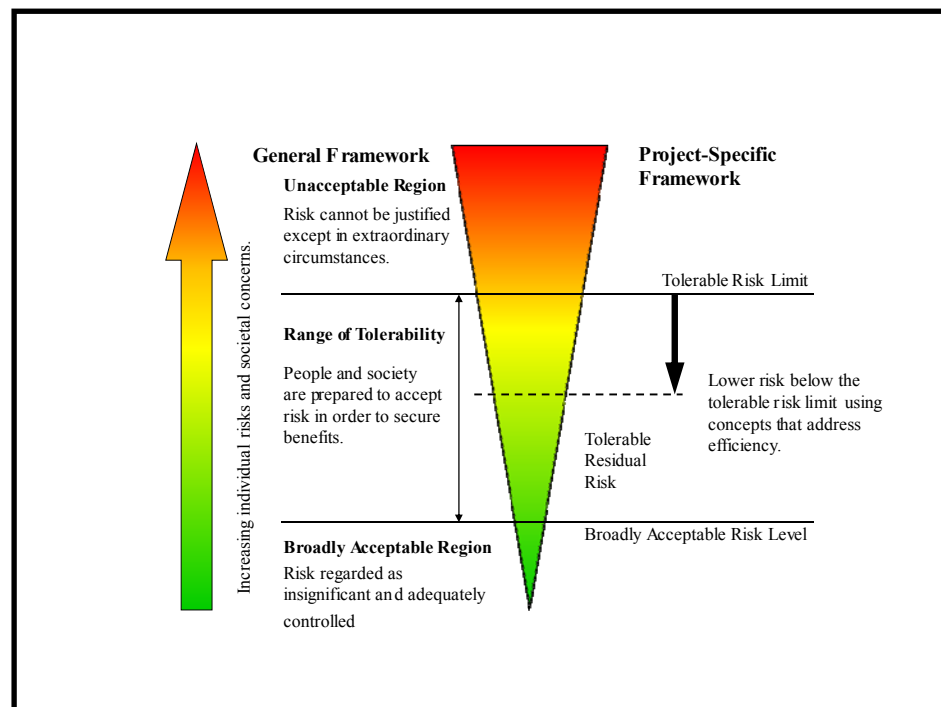 General Framework
Unacceptable Region
Risk cannot be justified
except in extraordinary
circumstances.
Project-Specific
Framework
Tolerable Risk Limit
Increasing individual risks and societal concerns.
Range of Tolerability
People and society
are prepared to accept
risk in order to secure
benefits.
Lower risk below the
tolerable risk limit using
concepts that address
efficiency.
Tolerable
Residual
Risk
Broadly Acceptable Risk Level
Broadly Acceptable Region
Risk regarded as
insignificant and adequately
controlled